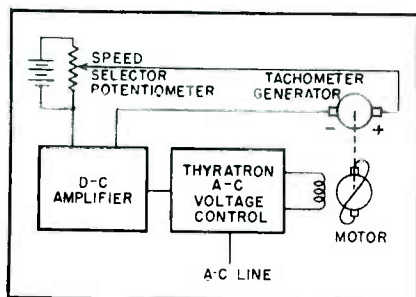 SPEED
SELECTOR
POTENTIOMETER
TACHOMETER
GENERATOR
- +
D-C
AMPLIFIER
THYRATRON
A-C
VOLTAGE
CONTROL
MOTOR
A-C LINE